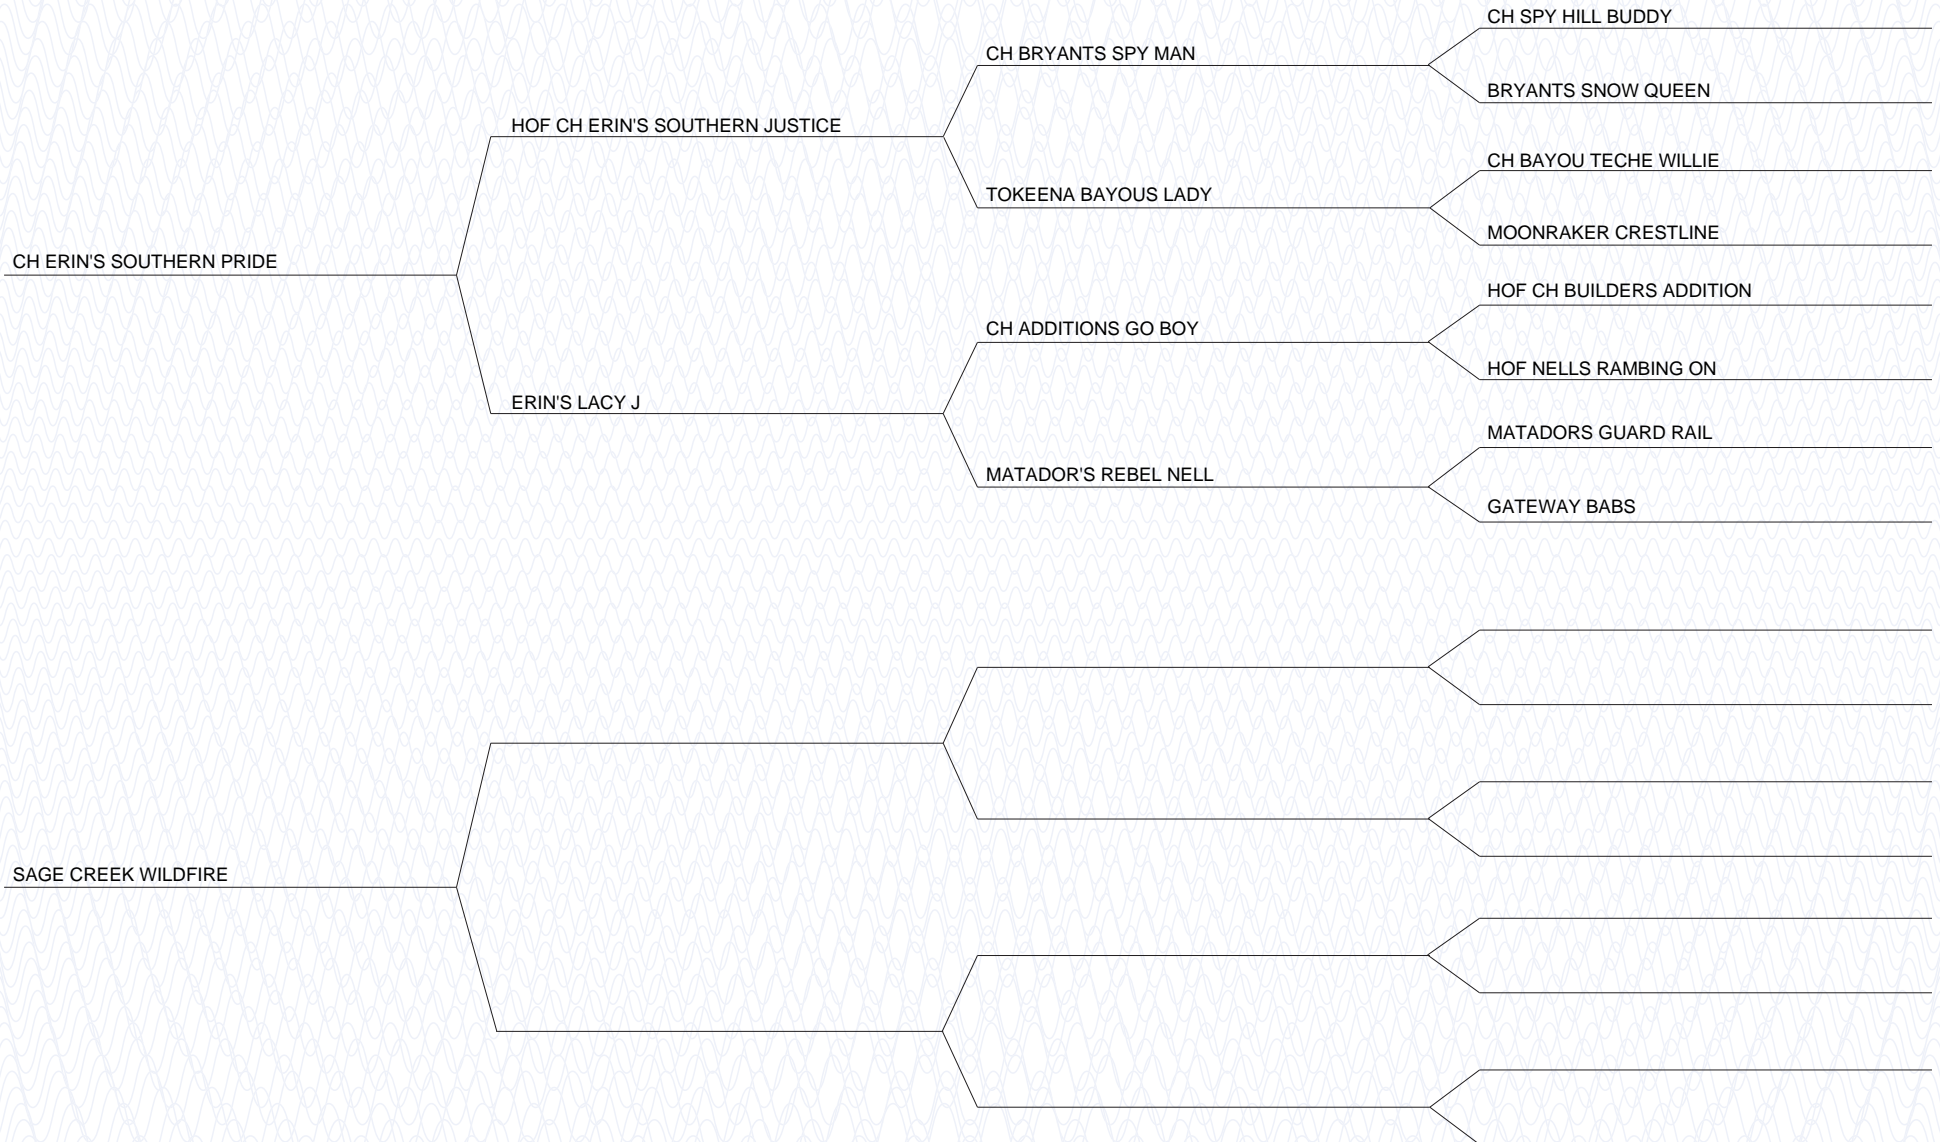 CH SPY HILL BUDDY
CH BRYANTS SPY MAN
BRYANTS SNOW QUEEN
HOF CH ERIN'S SOUTHERN JUSTICE
CH BAYOU TECHE WILLIE
TOKEENA BAYOUS LADY
MOONRAKER CRESTLINE
CH ERIN'S SOUTHERN PRIDE
HOF CH BUILDERS ADDITION
CH ADDITIONS GO BOY
HOF NELLS RAMBING ON
ERIN'S LACY J
MATADORS GUARD RAIL
MATADOR'S REBEL NELL
GATEWAY BABS
SAGE CREEK WILDFIRE